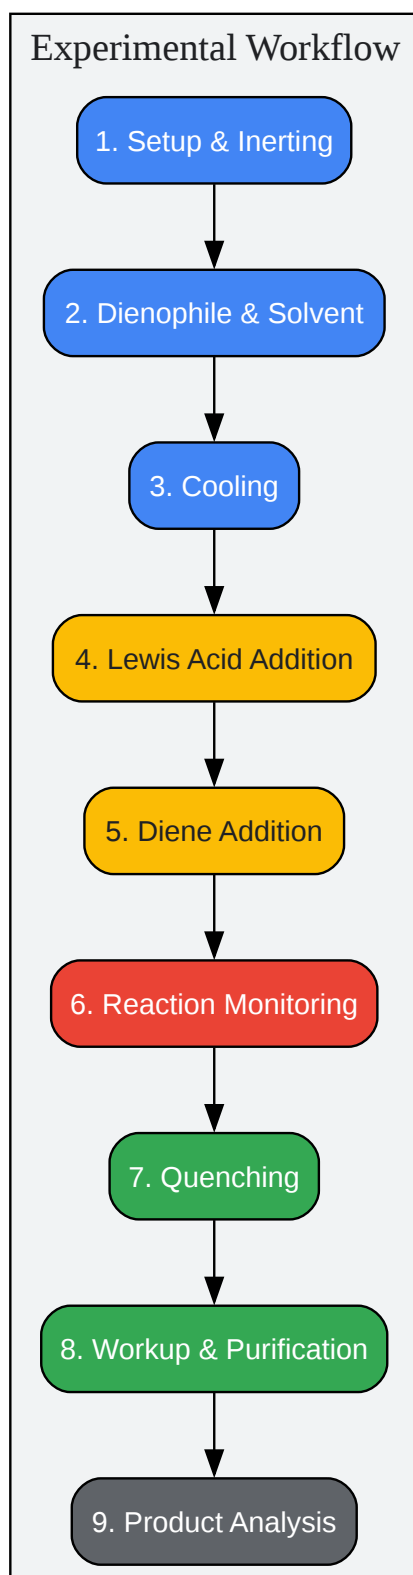 Experimental Workflow
1. Setup & Inerting
2. Dienophile & Solvent
3. Cooling
4. Lewis Acid Addition
5. Diene Addition
6. Reaction Monitoring
7. Quenching
8. Workup & Purification
9. Product Analysis